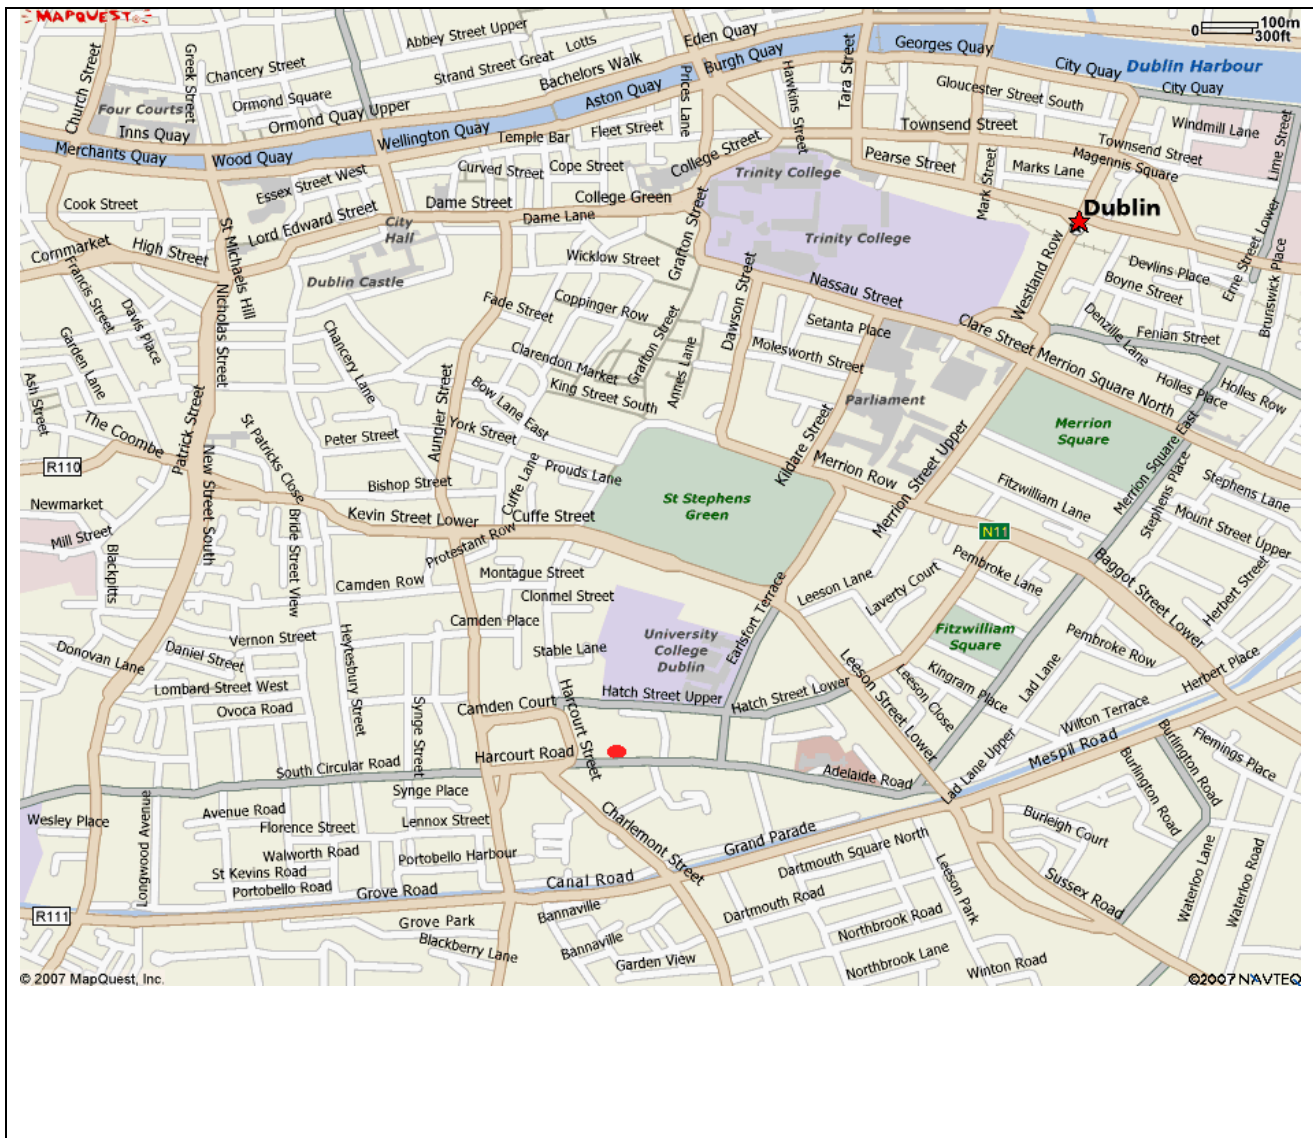 MAPQUEST
100m
0
300ft
Abbey Street Upper
Eden Quay
Georges Quay
City Quay
Dublin Harbour
City Quay
Church Street
Greek Street
Chancery Street
Strand Street Great
Lotts
Bachelors Walk
Burgh Quay
Prices Lane
Hawkins Street
Tara Street
Gloucester Street South
Windmill Lane
Lime Street
Four Courts
Ormond Square
Ormond Quay Upper
Aston Quay
Inns Quay
Merchants Quay
Wood Quay
Wellington Quay
Temple Bar
Fleet Street
College Street
Townsend Street
Townsend Street
Magennis Square
Pearse Street
Mark Street
Marks Lane
Curved Street
Cope Street
Essex Street West
Trinity College
Dublin
Cook Street
Lord Edward Street
City
Hall
Dame Street
College Green
Dame Lane
Grafton Street
Trinity College
Westland Row
Cornmarket
High Street
St Michaels Hill
Dublin Castle
Wicklow Street
Nassau Street
Devlins Place
Boyne Street
Erne Street Lower
Brunswick Place
Francis Street
Davis Place
Nicholas Street
Fade Street
Coppinger Row
Grafton Street
Dawson Street
Setanta Place
Clare Street
Denzille Lane
Fenian Street
Garden Lane
Chancery Lane
Clarendon Market
Annes Lane
Molesworth Street
Merrion Square North
Holles Place
Holles Row
Ash Street
The Coombe
Patrick Street
Aungier Street
Bow Lane East
King Street South
Parliament
Merrion
Square
Merrion Square East
St Patricks Close
Peter Street
York Street
Prouds Lane
Kildare Street
Merrion Row
Merrion Street Upper
Fitzwilliam Lane
Stephens Place
Stephens Lane
R110
New Street South
Bishop Street
Cuffe Lane
St Stephens
Green
Newmarket
Mill Street
Blackpitts
Bride Street View
Kevin Street Lower
Cuffe Street
Protestant Row
N11
Mount Street Upper
Baggot Street Lower
Herbert Street
Camden Row
Montague Street
Clonmel Street
Leeson Lane
Laverty Court
Pembroke Lane
Camden Place
University
College
Dublin
Earlsfort Terrace
Fitzwilliam
Square
Pembroke Row
Herbert Place
Donovan Lane
Daniel Street
Vernon Street
Heytesbury Street
Stable Lane
Lombard Street West
Ovoca Road
Synge Street
Camden Court
Harcourt Street
Hatch Street Upper
Hatch Street Lower
Leeson Street Lower
Leeson Close
Kingram Place
Lad Lane
Wilton Terrace
Harcourt Road
South Circular Road
Adelaide Road
Lad Lane Upper
Mespil Road
Burlington Road
Burlington Road
Flemings Place
Wesley Place
Longwood Avenue
Avenue Road
Synge Place
Florence Street
Lennox Street
Charlemont Street
Grand Parade
Burleigh Court
Walworth Road
Portobello Harbour
Dartmouth Square North
St Kevins Road
Portobello Road
Grove Road
Canal Road
Leeson Park
Sussex Road
Waterloo Lane
Waterloo Road
R111
Grove Park
Bannaville
Dartmouth Road
Northbrook Road
Blackberry Lane
Bannaville
Garden View
Northbrook Lane
Winton Road
© 2007 MapQuest, Inc.
©2007 NAVTEQ